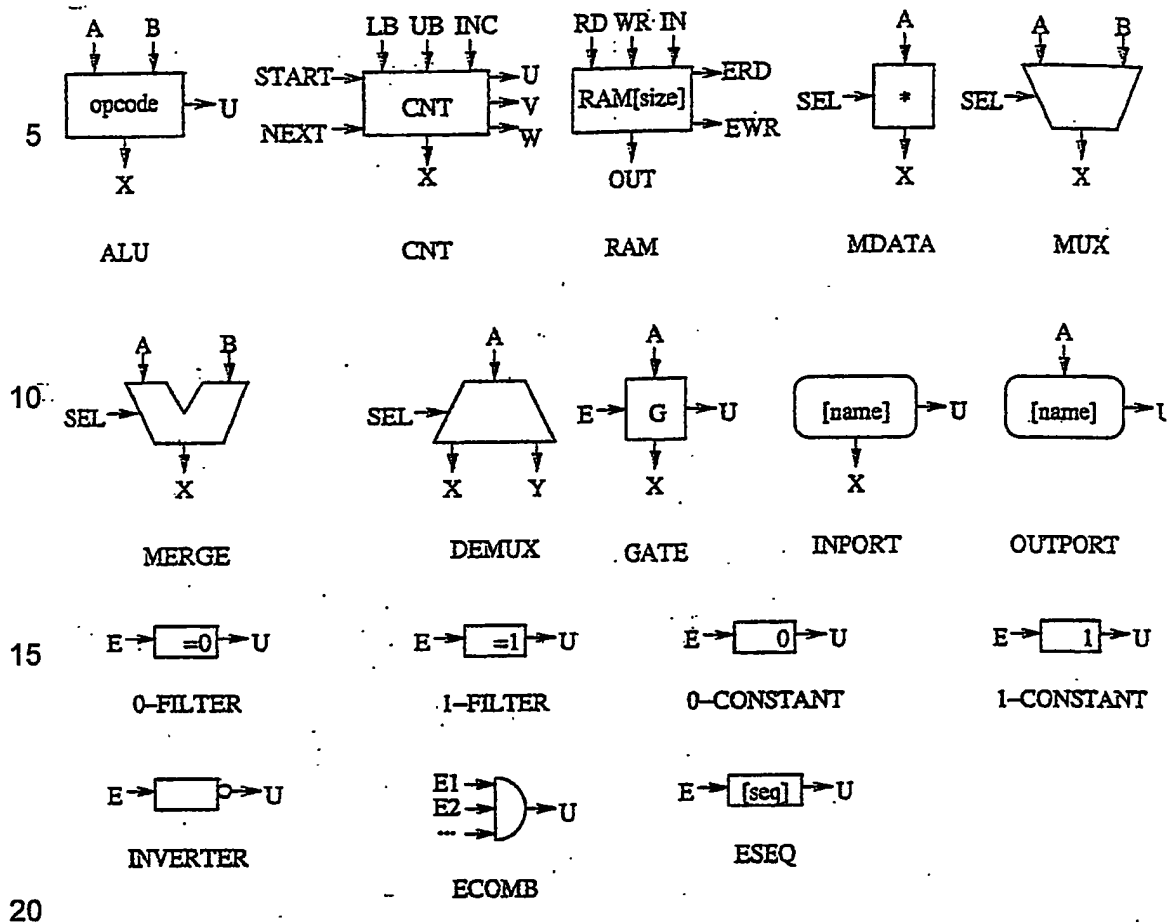 A B LB UB INC RD WR IN A A B
START U ERD
opcode U CNT V RAM[size] SEL * SEL
5 NEXT W EWR
X X OUT X X
ALU CNT RAM MDATA MUX
A B A A A
10 SEL SEL E G U [name] U [name] U
X X Y X X
MERGE DEMUX GATE INPORT OUTPORT
15 E =0 U E =1 U E 0 U E 1 U
0-FILTER 1-FILTER 0-CONSTANT 1-CONSTANT
E U E1 E2 ... U E [seq] U
INVERTER ECOMB ESEQ
20